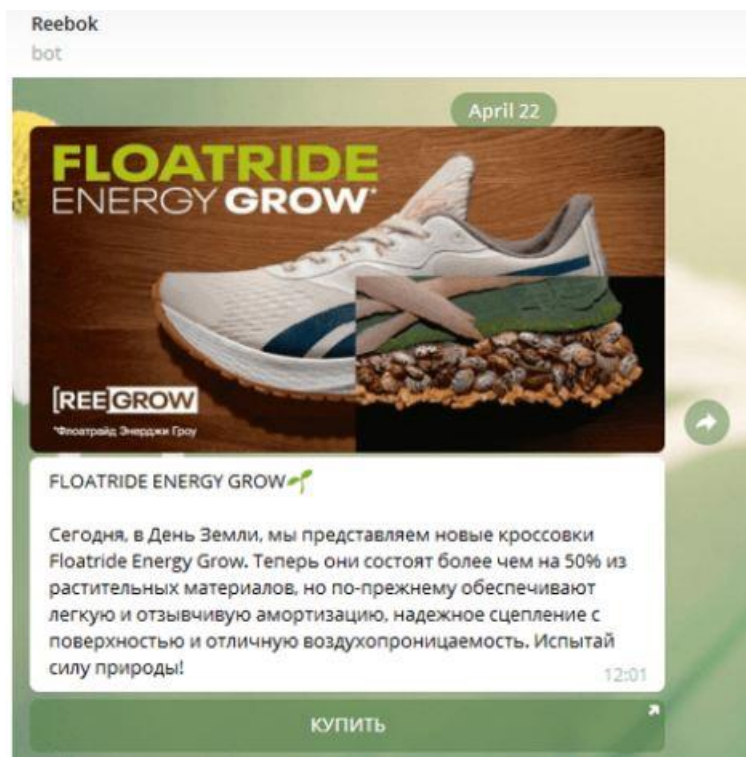 Reebok
bot
April 22
FLOATRIDE
ENERGY GROW*
[REE]GROW
*Флоатрайд Энерджи Гроу
FLOATRIDE ENERGY GROW🌱
Сегодня, в День Земли, мы представляем новые кроссовки
Floatride Energy Grow. Теперь они состоят более чем на 50% из
растительных материалов, но по-прежнему обеспечивают
легкую и отзывчивую амортизацию, надежное сцепление с
поверхностью и отличную воздухопроницаемость. Испытай
силу природы!
12:01
КУПИТЬ